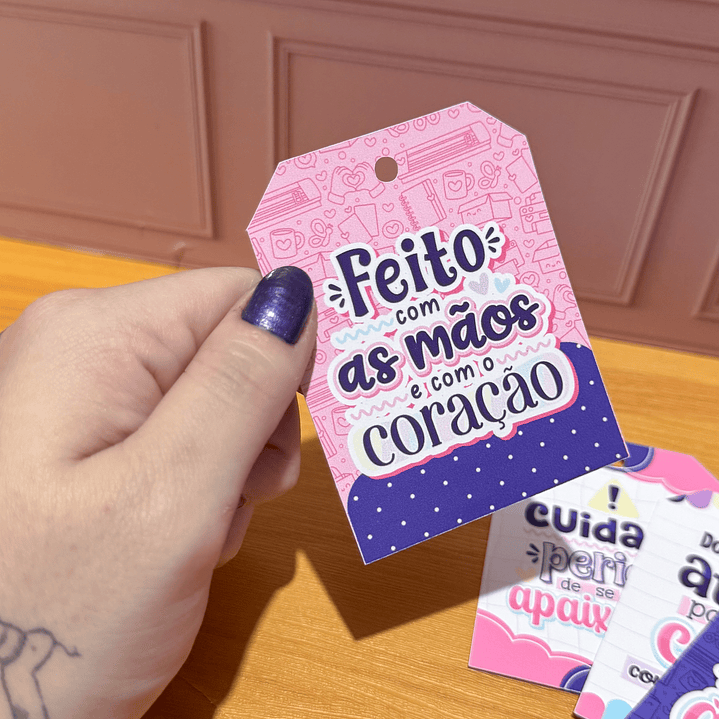 Feito
com
as mãos
e com o
coração
!
cuida
peri
de se
apaix